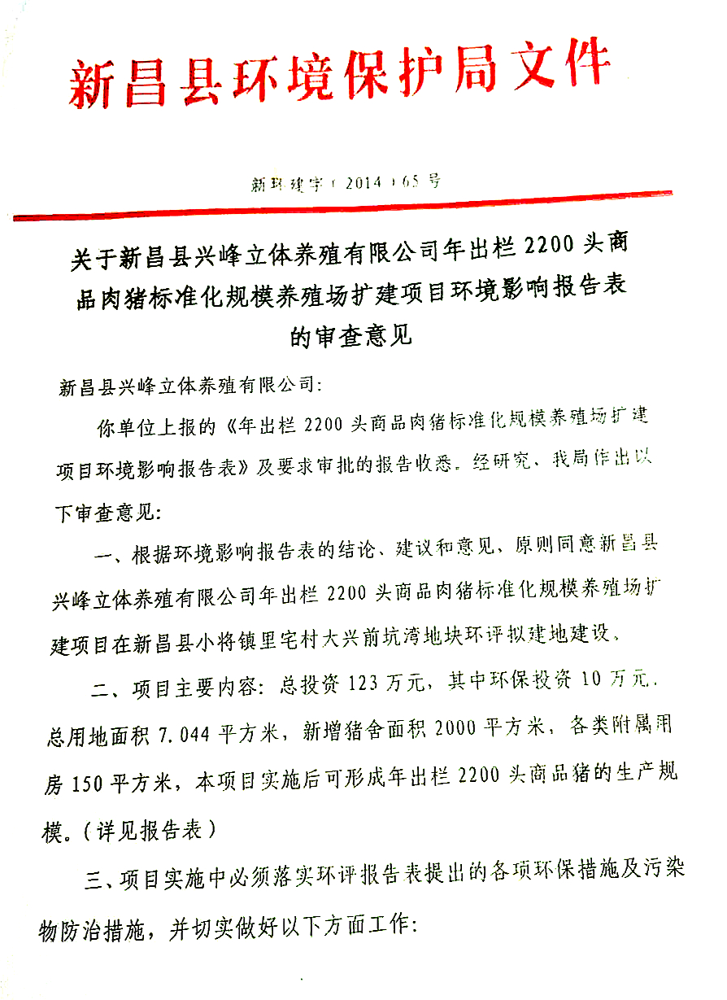 新昌县环境保护局文件
新环建字（2014）65号
关于新昌县兴峰立体养殖有限公司年出栏2200头商
品肉猪标准化规模养殖场扩建项目环境影响报告表
的审查意见
新昌县兴峰立体养殖有限公司：
你单位上报的《年出栏2200头商品肉猪标准化规模养殖场扩建
项目环境影响报告表》及要求审批的报告收悉。经研究、我局作出以
下审查意见：
一、根据环境影响报告表的结论、建议和意见、原则同意新昌县
兴峰立体养殖有限公司年出栏2200头商品肉猪标准化规模养殖场扩
建项目在新昌县小将镇里宅村大兴前坑湾地块环评拟建地建设。
二、项目主要内容：总投资123万元，其中环保投资10万元.
总用地面积7.044平方米，新增猪舍面积2000平方米，各类附属用
房150平方米，本项目实施后可形成年出栏2200头商品猪的生产规
模。(详见报告表)
三、项目实施中必须落实环评报告表提出的各项环保措施及污染
物防治措施，并切实做好以下方面工作：